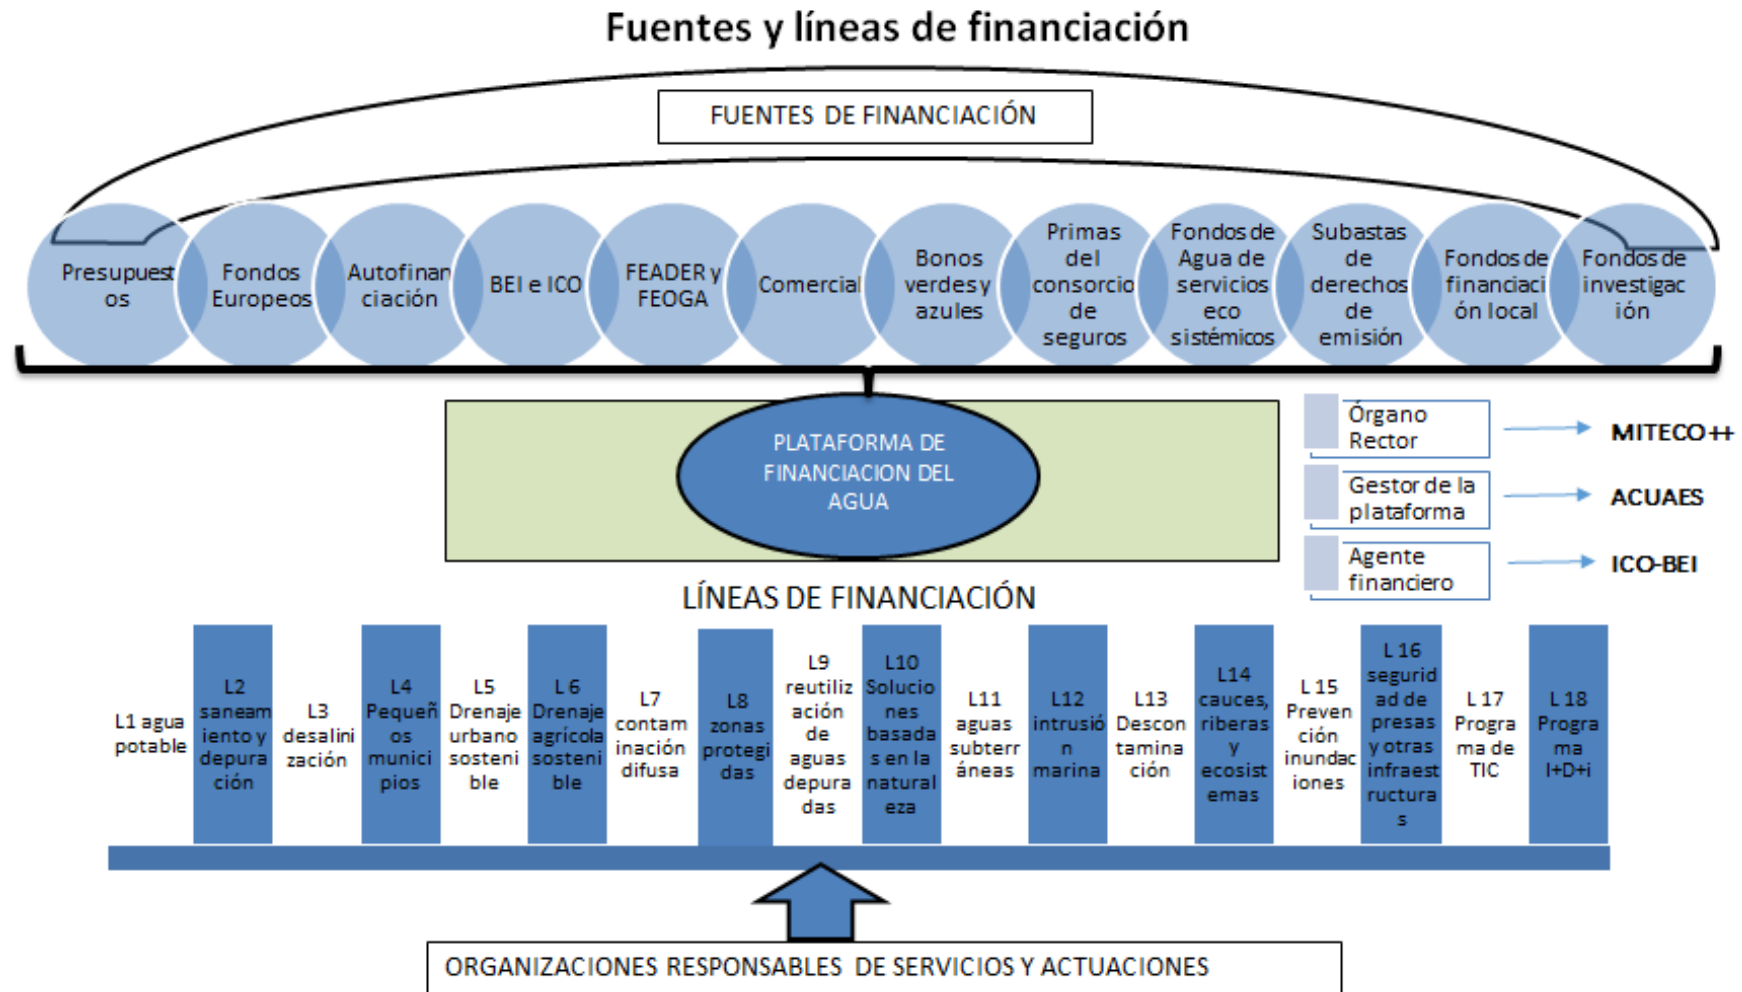 Fuentes y líneas de financiación
FUENTES DE FINANCIACIÓN
Presupuest
os
Fondos
Europeos
Autofinan
ciación
BEI e ICO
FEADER y
FEOGA
Comercial
Bonos
verdes y
azules
Primas
del
consorcio
de
seguros
Fondos de
Agua de
servicios
eco
sistémicos
Subastas
de
derechos
de
emisión
Fondos de
financiaci
ón local
Fondos de
investigac
ión
PLATAFORMA DE
FINANCIACION DEL
AGUA
Órgano
Rector
MITECO++
Gestor de la
plataforma
ACUAES
Agente
financiero
ICO-BEI
LÍNEAS DE FINANCIACIÓN
L1 agua
potable
L2
saneam
iento y
depura
ción
L3
desalini
zación
L4
Pequeñ
os
munici
pios
L5
Drenaje
urbano
sosteni
ble
L 6
Drenaje
agrícola
sosteni
ble
L7
contam
inación
difusa
L8
zonas
protegi
das
L9
reutiliz
ación
de
aguas
depura
das
L10
Solucio
nes
basada
s en la
natural
eza
L11
aguas
subterr
áneas
L12
intrusió
n
marina
L13
Descon
tamina
ción
L14
cauces,
riberas
y
ecosist
emas
L 15
Preven
ción
inundac
iones
L 16
segurid
ad de
presas
y otras
infraest
ructura
s
L 17
Progra
ma de
TIC
L 18
Progra
ma
I+D+i
ORGANIZACIONES RESPONSABLES DE SERVICIOS Y ACTUACIONES